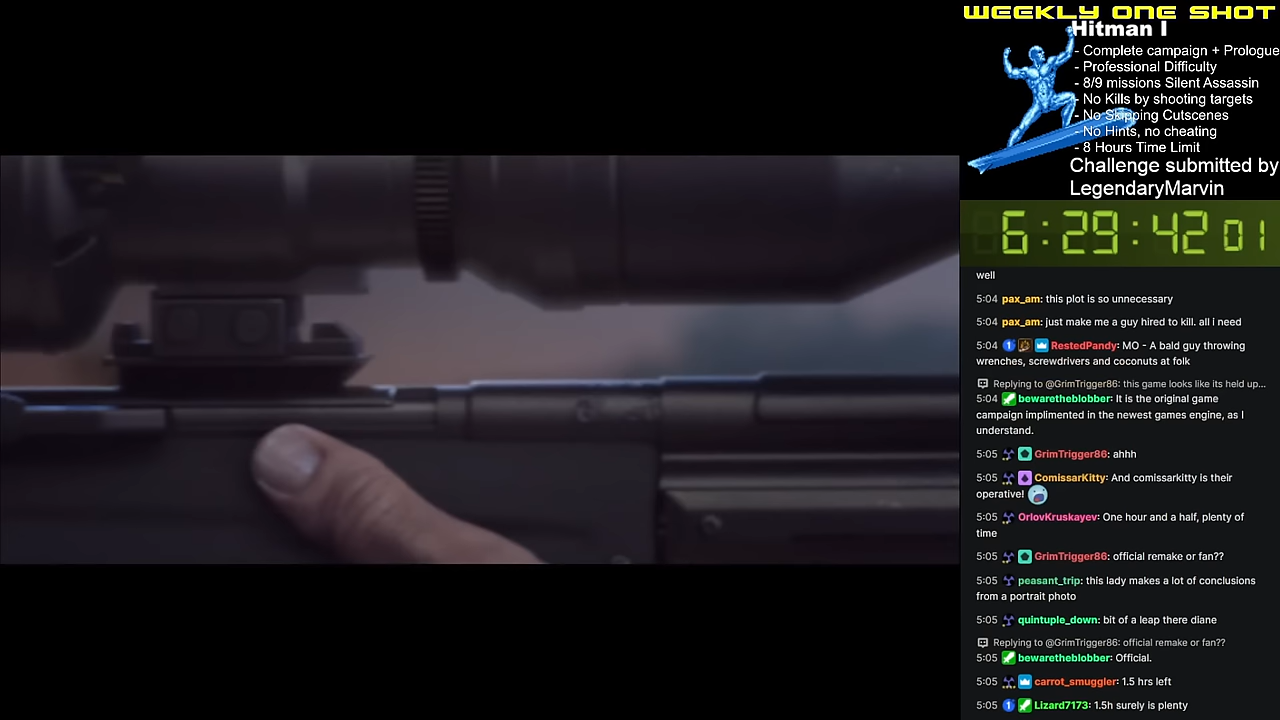 WEEKLY ONE SHOT
Hitman I
- Complete campaign + Prologue
- Professional Difficulty
- 8/9 missions Silent Assassin
- No Kills by shooting targets
- No Skipping Cutscenes
- No Hints, no cheating
- 8 Hours Time Limit
Challenge submitted by
LegendaryMarvin
6:29:42 01
well
5:04 pax_am: this plot is so unnecessary
5:04 pax_am: just make me a guy hired to kill. all i need
5:04 RestedPandy: MO - A bald guy throwing
wrenches, screwdrivers and coconuts at folk
Replying to @GrimTrigger86: this game looks like its held up...
5:04 bewaretheblobber: It is the original game
campaign implimented in the newest games engine, as I
understand.
5:05 GrimTrigger86: ahhh
5:05 ComissarKitty: And comissarkitty is their
operative!
5:05 OrlovKruskayev: One hour and a half, plenty of
time
5:05 GrimTrigger86: official remake or fan??
5:05 peasant_trip: this lady makes a lot of conclusions
from a portrait photo
5:05 quintuple_down: bit of a leap there diane
Replying to @GrimTrigger86: official remake or fan??
5:05 bewaretheblobber: Official.
5:05 carrot_smuggler: 1.5 hrs left
5:05 Lizard7173: 1.5h surely is plenty